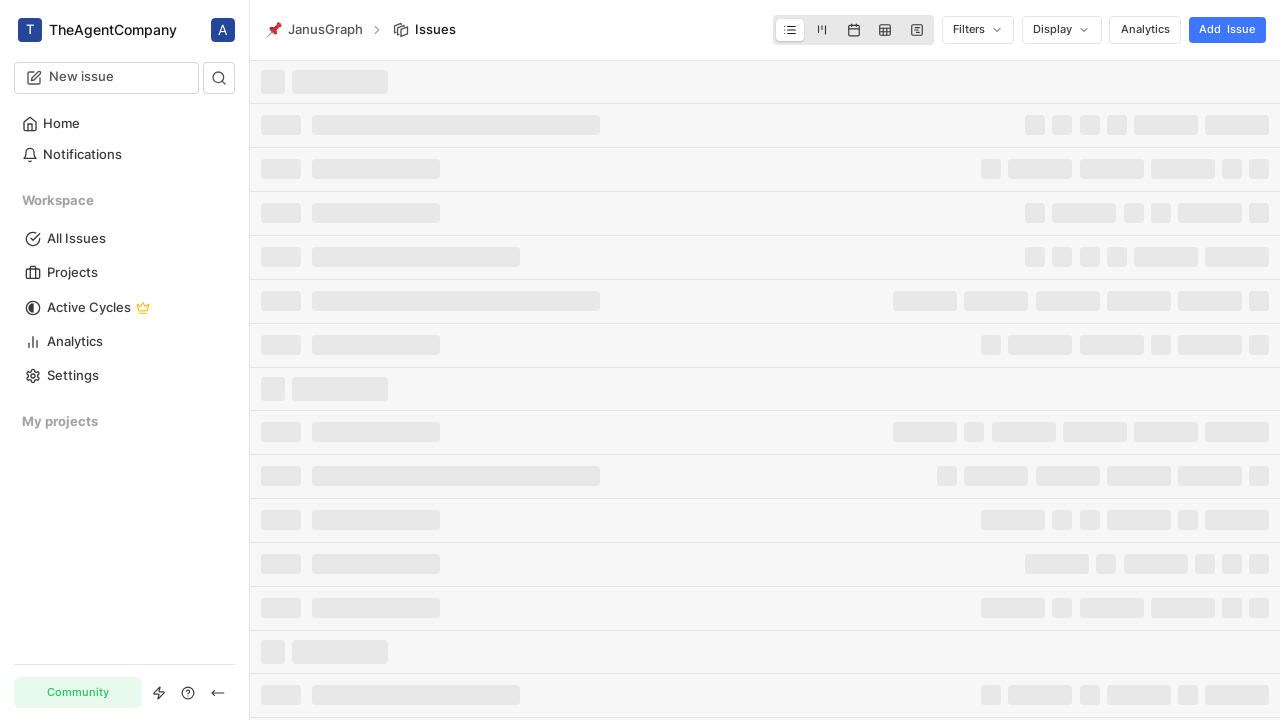 T TheAgentCompany A
New issue
Home
Notifications
Workspace
All Issues
Projects
Active Cycles
Analytics
Settings
My projects
Community
JanusGraph Issues
Filters Display Analytics Add Issue